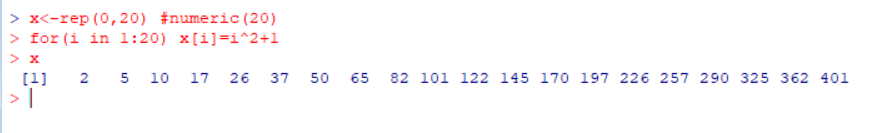 > x<-rep(0,20) #numeric(20)
> for(i in 1:20) x[i]=i^2+1
> x
[1] 2 5 10 17 26 37 50 65 82 101 122 145 170 197 226 257 290 325 362 401
>